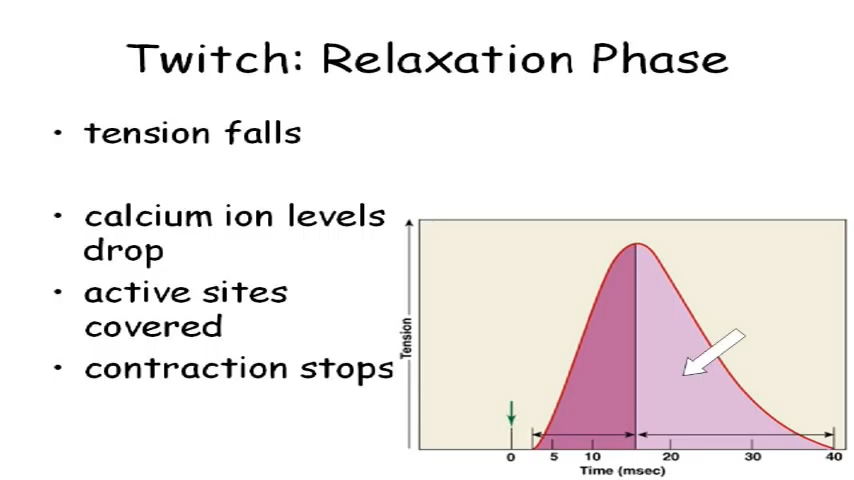 Twitch: Relaxation Phase
• tension falls
• calcium ion levels
drop
• active sites
covered
• contraction stops
Tension
0 5 10 20 30 40
Time (msec)